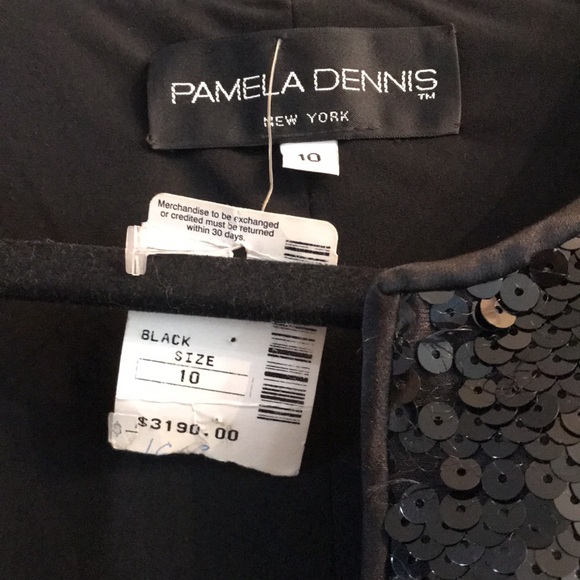 PAMELA DENNIS
TM
NEW YORK
10
Merchandise to be exchanged
or credited must be returned
within 30 days.
BLACK
SIZE
10
$3190.00